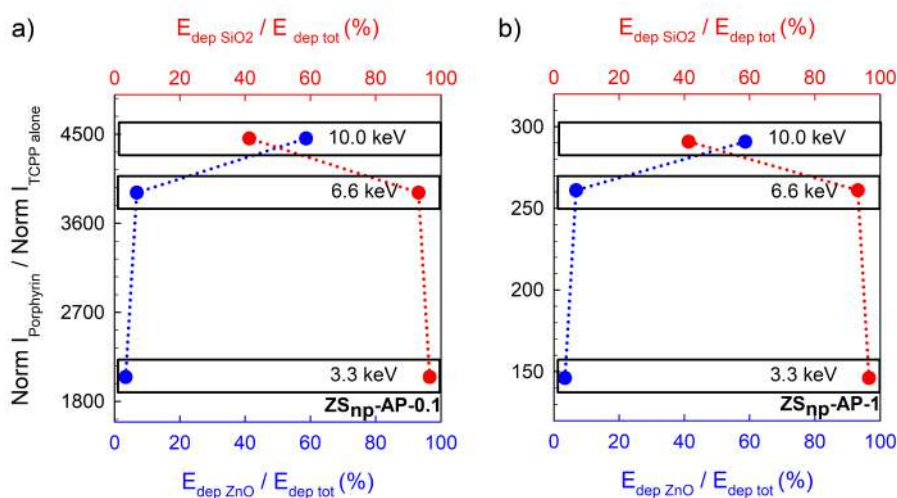 a)
E dep SiO2 / E dep tot (%)
0 20 40 60 80 100
Norm I Porphyrin / Norm I TCPP alone
4500
3600
2700
1800
10.0 keV
6.6 keV
3.3 keV
ZSnp-AP-0.1
0 20 40 60 80 100
E dep ZnO / E dep tot (%)
b)
E dep SiO2 / E dep tot (%)
0 20 40 60 80 100
300
250
200
150
10.0 keV
6.6 keV
3.3 keV
ZSnp-AP-1
0 20 40 60 80 100
E dep ZnO / E dep tot (%)